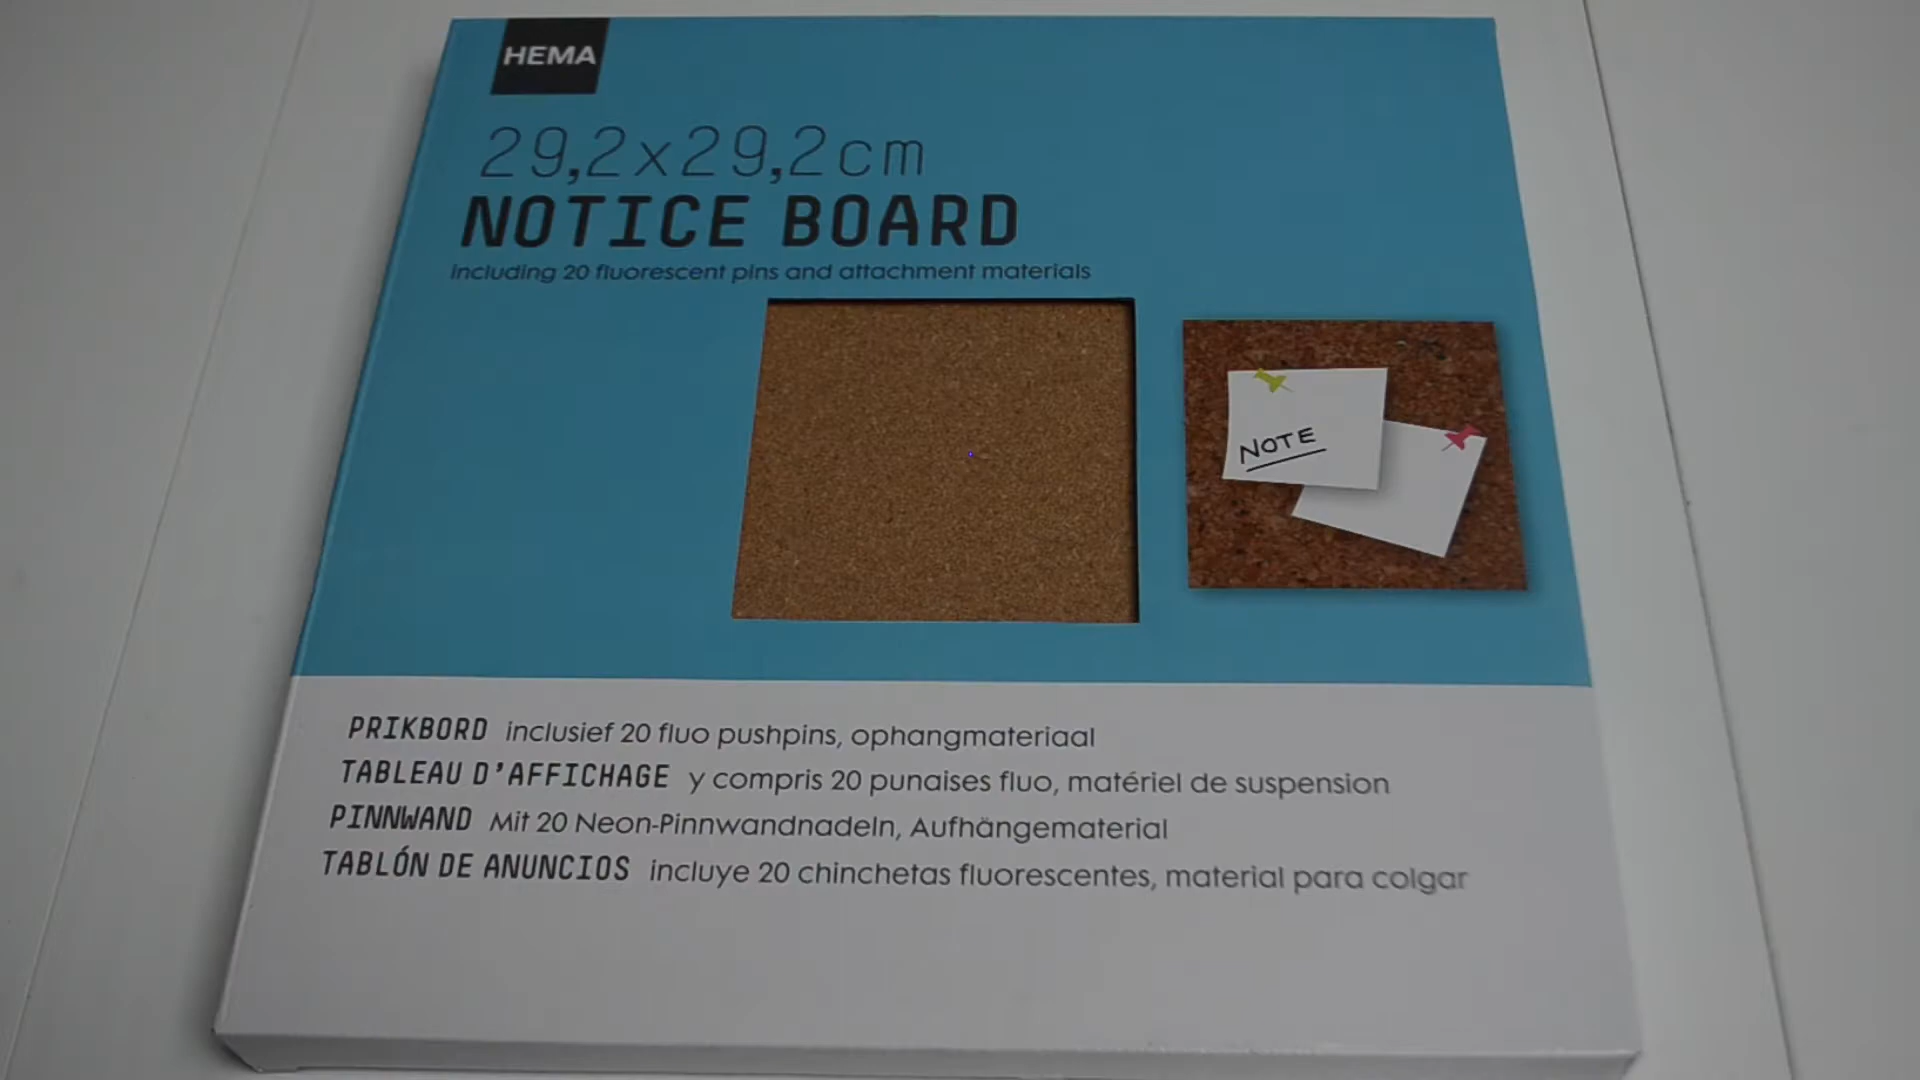 HEMA
29,2x29,2cm
NOTICE BOARD
including 20 fluorescent pins and attachment materials
NOTE
PRIKBORD inclusief 20 fluo pushpins, ophangmateriaal
TABLEAU D'AFFICHAGE y compris 20 punaises fluo, matériel de suspension
PINNWAND Mit 20 Neon-Pinnwandnadeln, Aufhängematerial
TABLÓN DE ANUNCIOS incluye 20 chinchetas fluorescentes, material para colgar